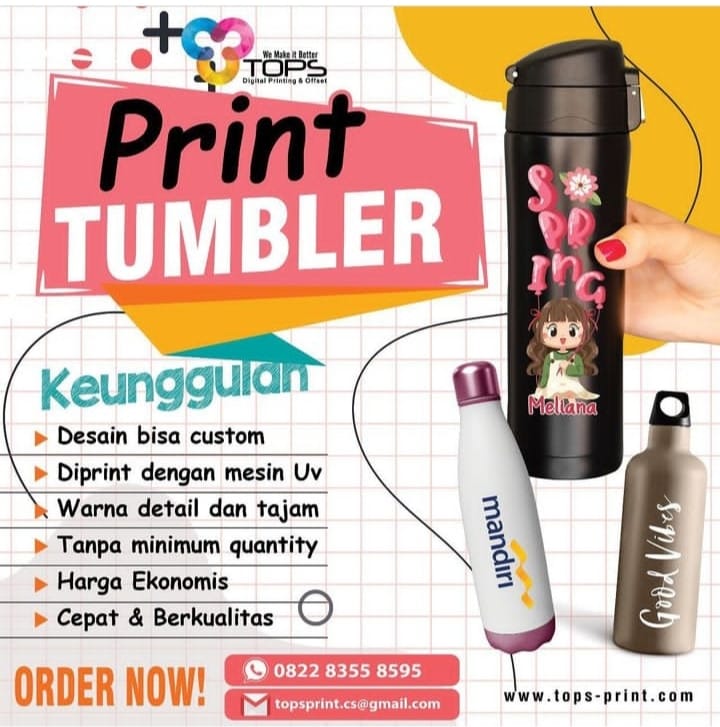 We Make it Better
TOPS
Digital Printing & Offset
Print
TUMBLER
Keunggulan
Desain bisa custom
Diprint dengan mesin Uv
Warna detail dan tajam
Tanpa minimum quantity
Harga Ekonomis
Cepat & Berkualitas
SPRInG
Meliana
mandiri
Good Vibes
ORDER NOW!
0822 8355 8595
topsprint.cs@gmail.com
www.tops-print.com